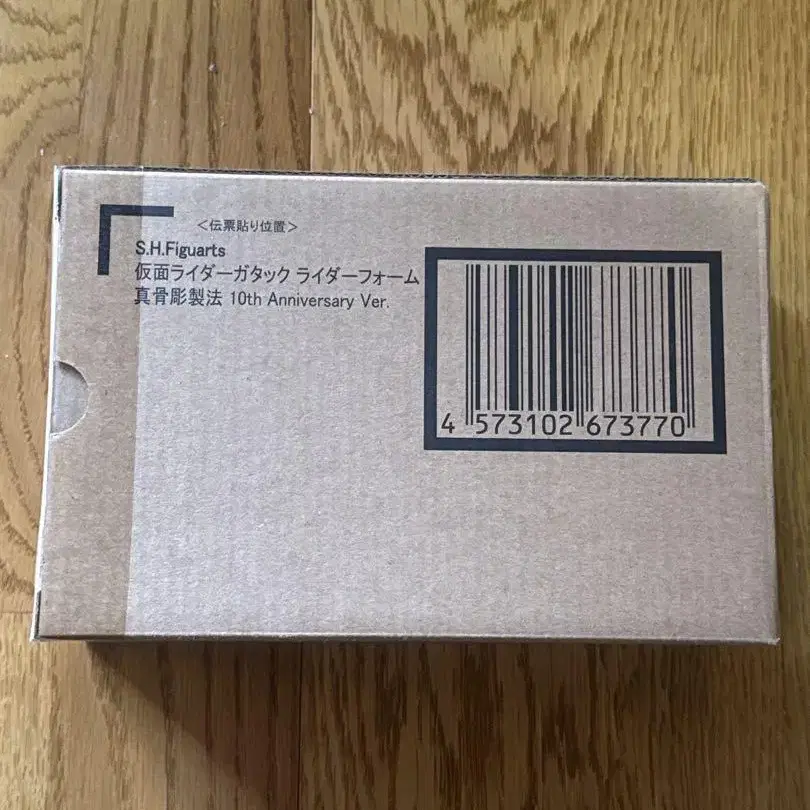 ＜伝票貼り位置＞
S.H.Figuarts
仮面ライダーガタック ライダーフォーム
真骨彫製法 10th Anniversary Ver.
4 573102 673770